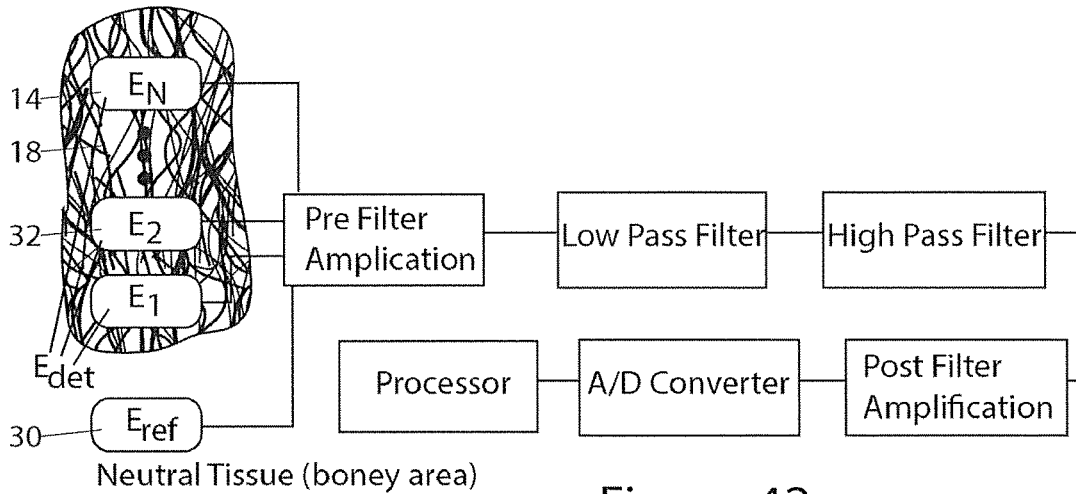 14
E_N
18
32
E_2
E_1
E_det
30
E_ref
Neutral Tissue (boney area)
Pre Filter
Amplication
Low Pass Filter
High Pass Filter
Processor
A/D Converter
Post Filter
Amplification